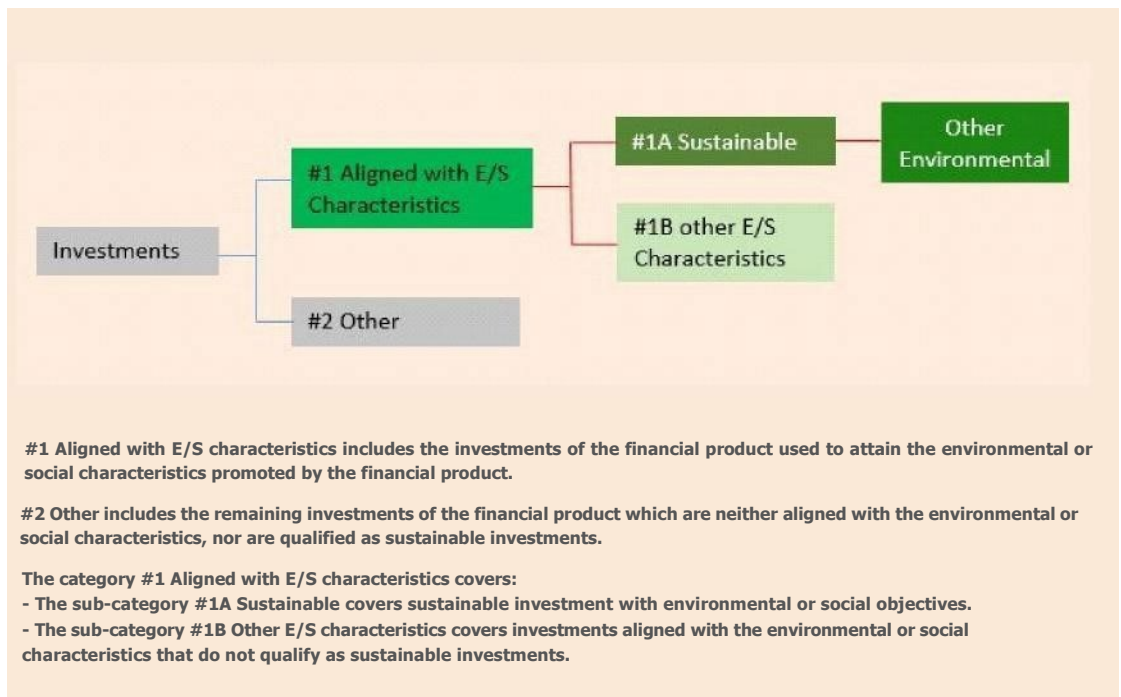 Other
Environmental
#1A Sustainable
#1 Aligned with E/S
Characteristics
#1B other E/S
Characteristics
Investments
#2 Other
#1 Aligned with E/S characteristics includes the investments of the financial product used to attain the environmental or
social characteristics promoted by the financial product.
#2 Other includes the remaining investments of the financial product which are neither aligned with the environmental or
social characteristics, nor are qualified as sustainable investments.
The category #1 Aligned with E/S characteristics covers:
- The sub-category #1A Sustainable covers sustainable investment with environmental or social objectives.
- The sub-category #1B Other E/S characteristics covers investments aligned with the environmental or social
characteristics that do not qualify as sustainable investments.